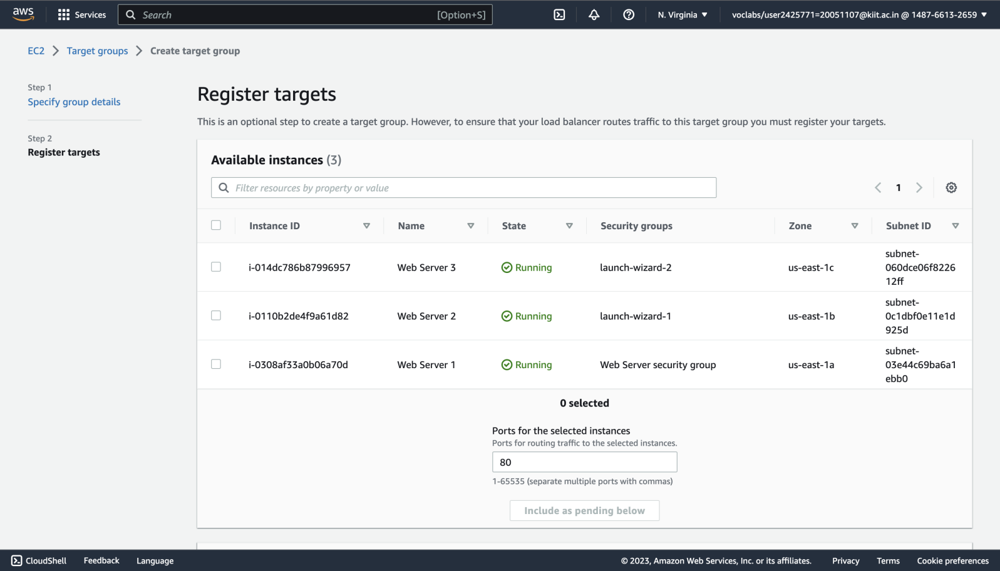 aws
Services
Search
[Option+S]
N. Virginia
voclabs/user2425771=20051107@kiit.ac.in @ 1487-6613-2659
EC2 > Target groups > Create target group
Step 1
Specify group details
Step 2
Register targets
Register targets
This is an optional step to create a target group. However, to ensure that your load balancer routes traffic to this target group you must register your targets.
Available instances (3)
Filter resources by property or value
1
Instance ID Name State Security groups Zone Subnet ID
i-014dc786b87996957 Web Server 3 Running launch-wizard-2 us-east-1c subnet-
060dce06f8226
12ff
i-0110b2de4f9a61d82 Web Server 2 Running launch-wizard-1 us-east-1b subnet-
0c1dbf0e11e1d
925d
i-0308af33a0b06a70d Web Server 1 Running Web Server security group us-east-1a subnet-
03e44c69ba6a1
ebb0
0 selected
Ports for the selected instances
Ports for routing traffic to the selected instances.
80
1-65535 (separate multiple ports with commas)
Include as pending below
CloudShell Feedback Language © 2023, Amazon Web Services, Inc. or its affiliates. Privacy Terms Cookie preferences